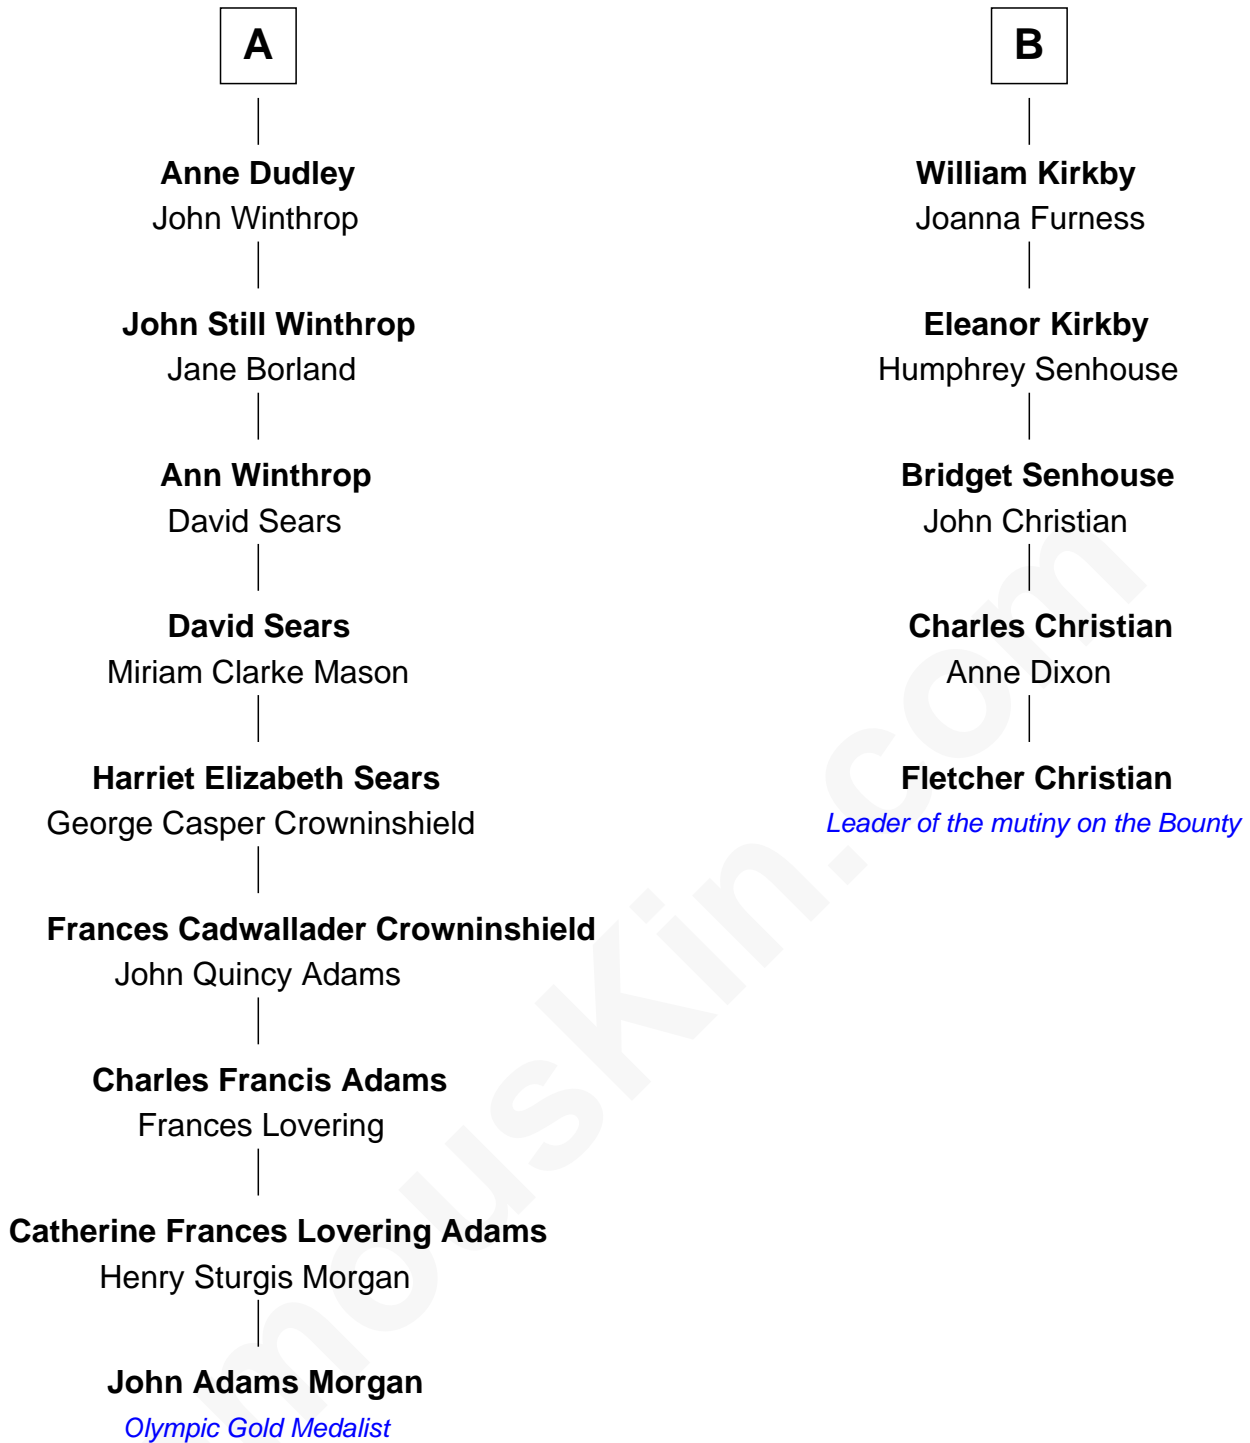 A
Anne Dudley
John Winthrop
John Still Winthrop
Jane Borland
Ann Winthrop
David Sears
David Sears
Miriam Clarke Mason
Harriet Elizabeth Sears
George Casper Crowninshield
Frances Cadwallader Crowninshield
John Quincy Adams
Charles Francis Adams
Frances Lovering
Catherine Frances Lovering Adams
Henry Sturgis Morgan
John Adams Morgan
Olympic Gold Medalist
B
William Kirkby
Joanna Furness
Eleanor Kirkby
Humphrey Senhouse
Bridget Senhouse
John Christian
Charles Christian
Anne Dixon
Fletcher Christian
Leader of the mutiny on the Bounty
mousKin.com